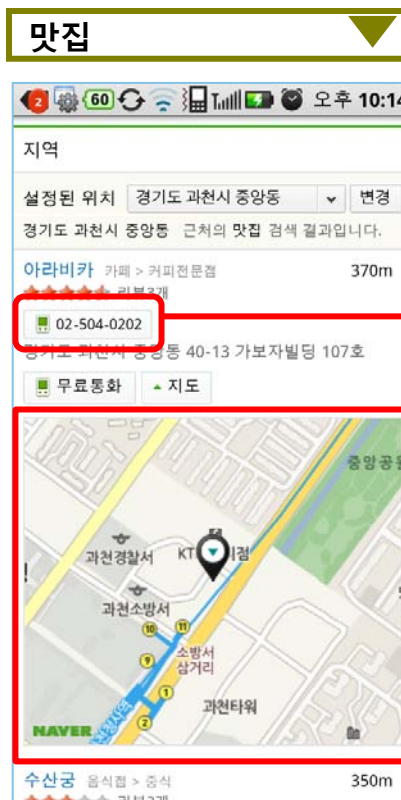 맛집
2 60 오후 10:14
지역
설정된 위치 경기도 과천시 중앙동 변경
경기도 과천시 중앙동 근처의 맛집 검색 결과입니다.
아라비카 카페 > 커피전문점 370m
리뷰3개
02-504-0202
경기도 과천시 중앙동 40-13 가보자빌딩 107호
무료통화 지도
중앙공원
과천경찰서 KT 점
과천소방서
10 11
소방서
9 삼거리
1
과천타워
NAVER 2
수산궁 음식점 > 중식 350m